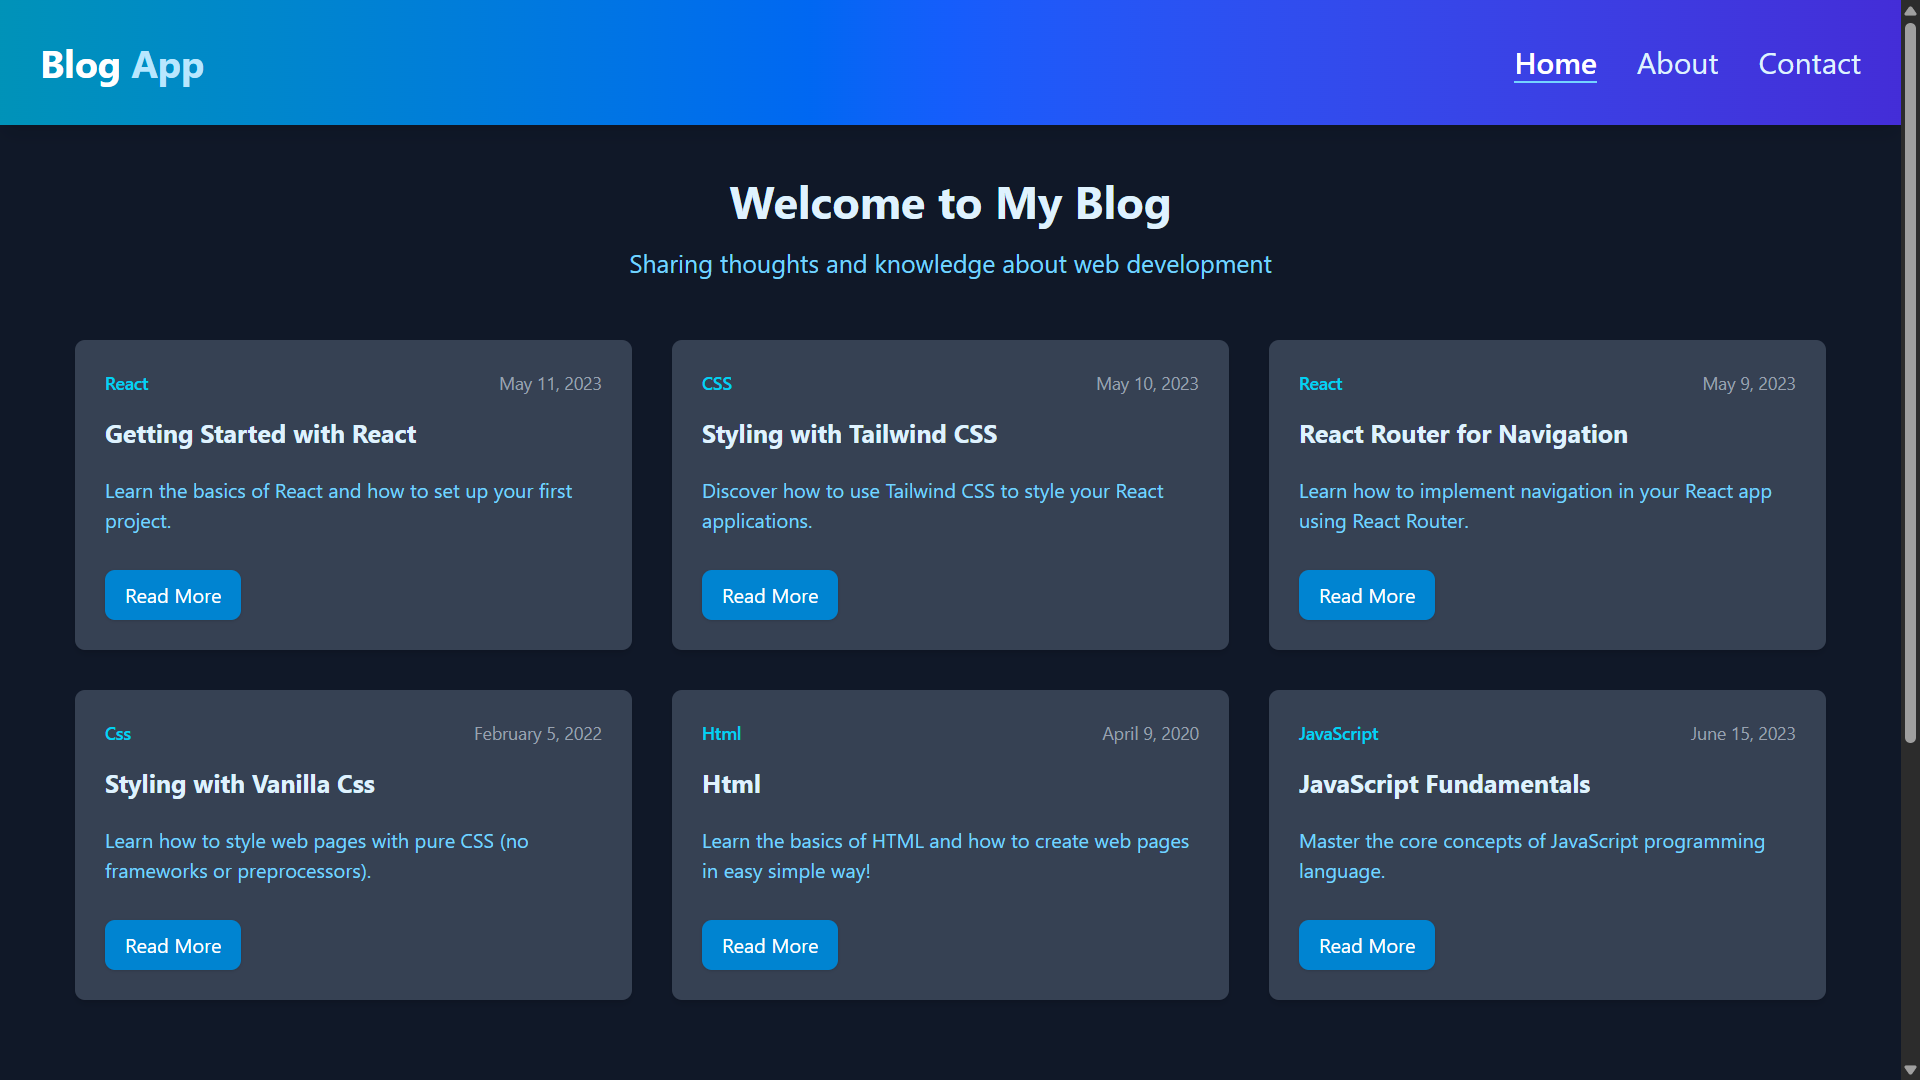 Blog App
Home About Contact
Welcome to My Blog
Sharing thoughts and knowledge about web development
React
May 11, 2023
Getting Started with React
Learn the basics of React and how to set up your first
project.
Read More
CSS
May 10, 2023
Styling with Tailwind CSS
Discover how to use Tailwind CSS to style your React
applications.
Read More
React
May 9, 2023
React Router for Navigation
Learn how to implement navigation in your React app
using React Router.
Read More
Css
February 5, 2022
Styling with Vanilla Css
Learn how to style web pages with pure CSS (no
frameworks or preprocessors).
Read More
Html
April 9, 2020
Html
Learn the basics of HTML and how to create web pages
in easy simple way!
Read More
JavaScript
June 15, 2023
JavaScript Fundamentals
Master the core concepts of JavaScript programming
language.
Read More